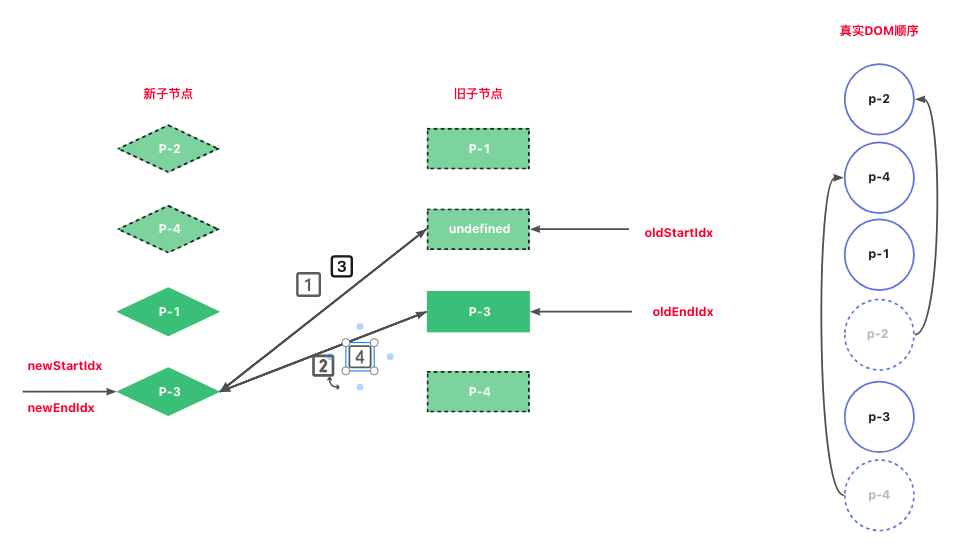 真实DOM顺序
新子节点
旧子节点
p-2
P-2
P-1
p-4
P-4
undefined
oldStartIdx
p-1
3
1
P-1
P-3
oldEndIdx
p-2
2
4
newStartIdx
newEndIdx
P-3
P-4
p-3
p-4